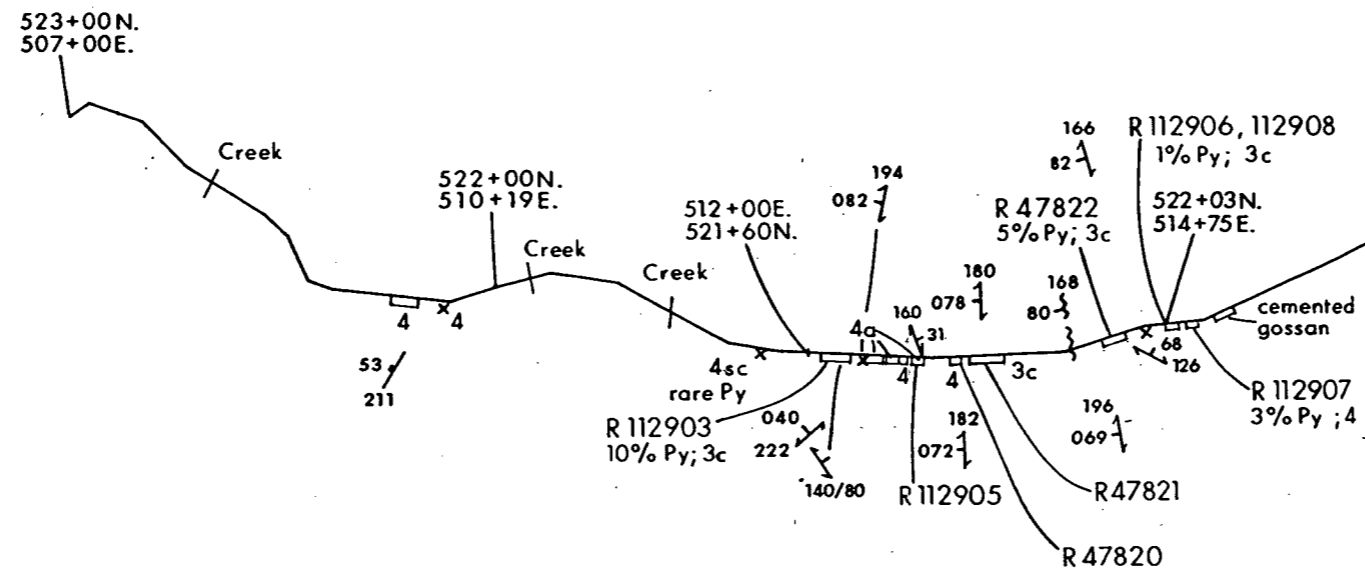 523+00N.
507+00E.
Creek
522+00N.
510+19E.
Creek
Creek
512+00E.
521+60N.
194
082
166
82
R 112906, 112908
1% Py; 3c
522+03N.
514+75E.
R 47822
5% Py; 3c
180
078
168
80
160
31
4a
4
4
53
211
4sc
rare Py
4
4
3c
cemented
gossan
68
126
R 112907
3% Py ; 4
R 112903
10% Py; 3c
040
222
140/80
182
072
196
069
R 112905
R 47821
R 47820